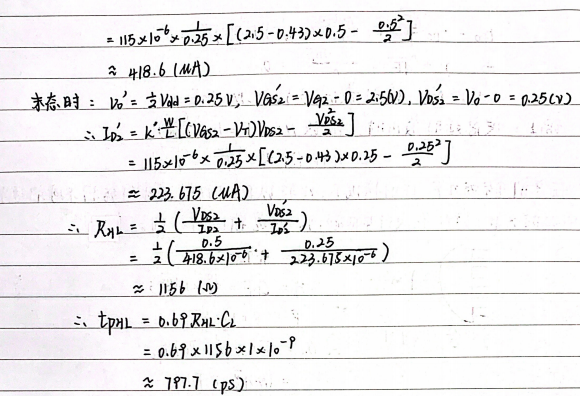 = 115×10⁻⁶ × 1/0.25 × [(2.5-0.43)×0.5 - 0.5²/2]
≈ 418.6 (μA)
末态时: V₀' = ½Vdd = 0.25V, VGS₂' = VG₂ - 0 = 2.5(V), VDS₂' = V₀ - 0 = 0.25(V)
∴ ID₂' = k' · W/L [(VGS₂ - VT)VDS₂ - VDS₂²/2]
= 115×10⁻⁶ × 1/0.25 × [(2.5-0.43)×0.25 - 0.25²/2]
≈ 223.675 (μA)
∴ RHL = ½ (VDS₂/ID₂ + VDS₂'/ID₂')
= ½ (0.5/418.6×10⁻⁶ + 0.25/223.675×10⁻⁶)
≈ 1156 (Ω)
∴ tpHL = 0.69 RHL·CL
= 0.69×1156×1×10⁻⁹
≈ 797.7 (ps)